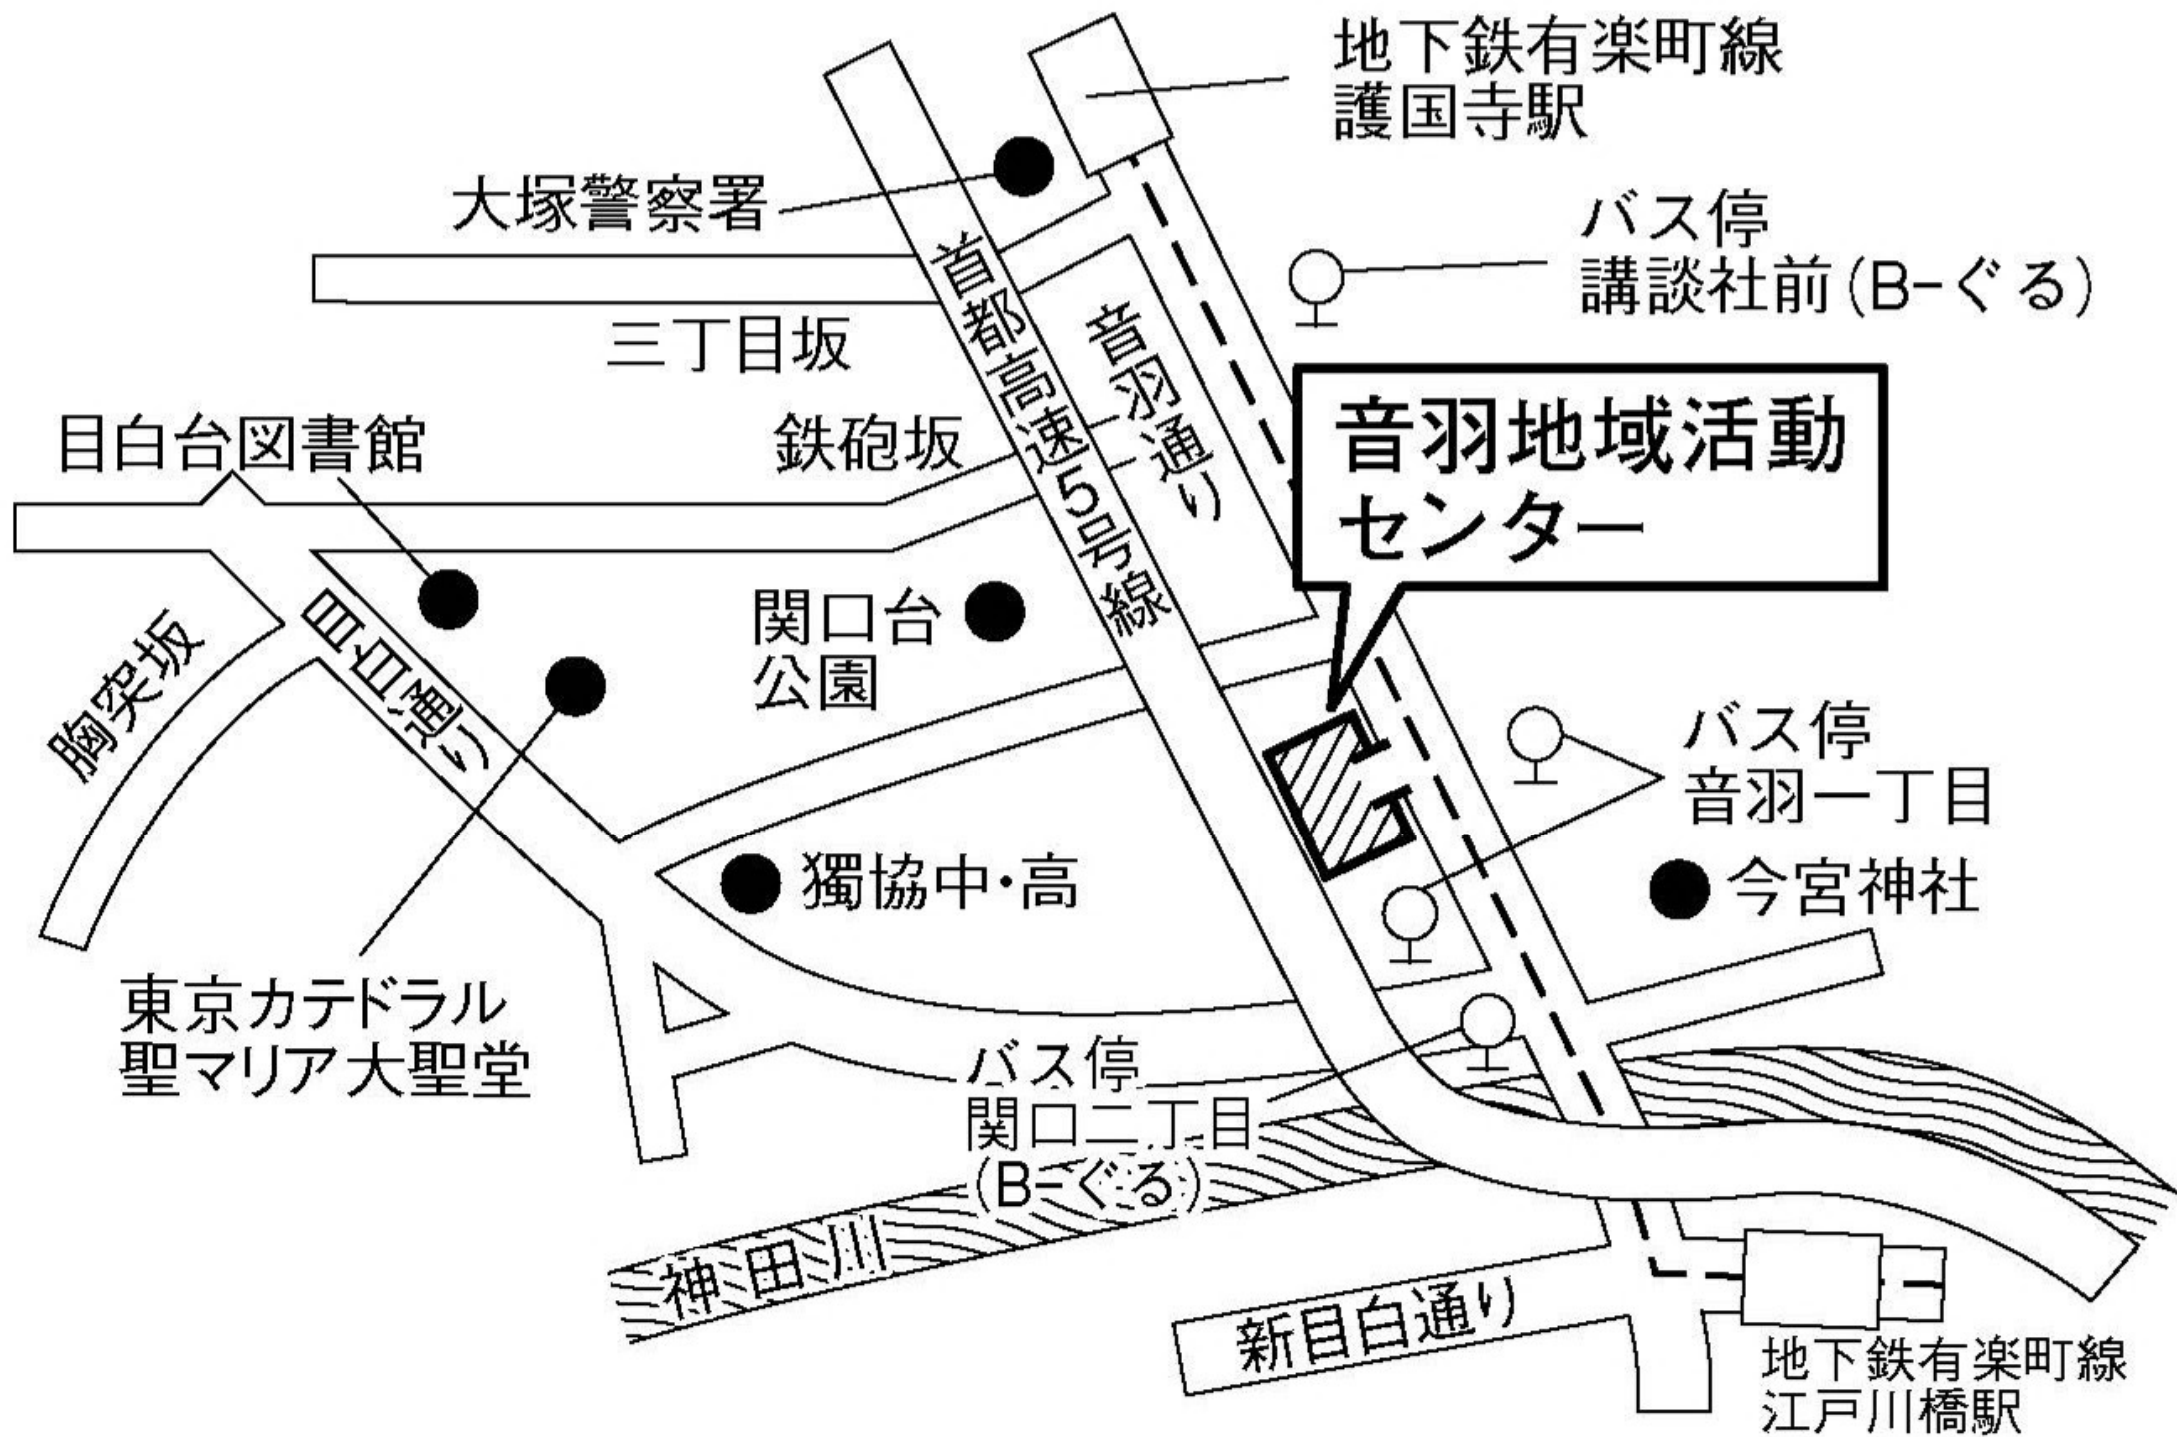 地下鉄有楽町線
護国寺駅
大塚警察署
バス停
講談社前(B-ぐる)
首都高速5号線
音羽通り
三丁目坂
目白台図書館
鉄砲坂
音羽地域活動
センター
関口台
公園
胸突坂
目白通り
バス停
音羽一丁目
獨協中・高
今宮神社
東京カテドラル
聖マリア大聖堂
バス停
関口二丁目
(B-ぐる)
神田川
新目白通り
地下鉄有楽町線
江戸川橋駅